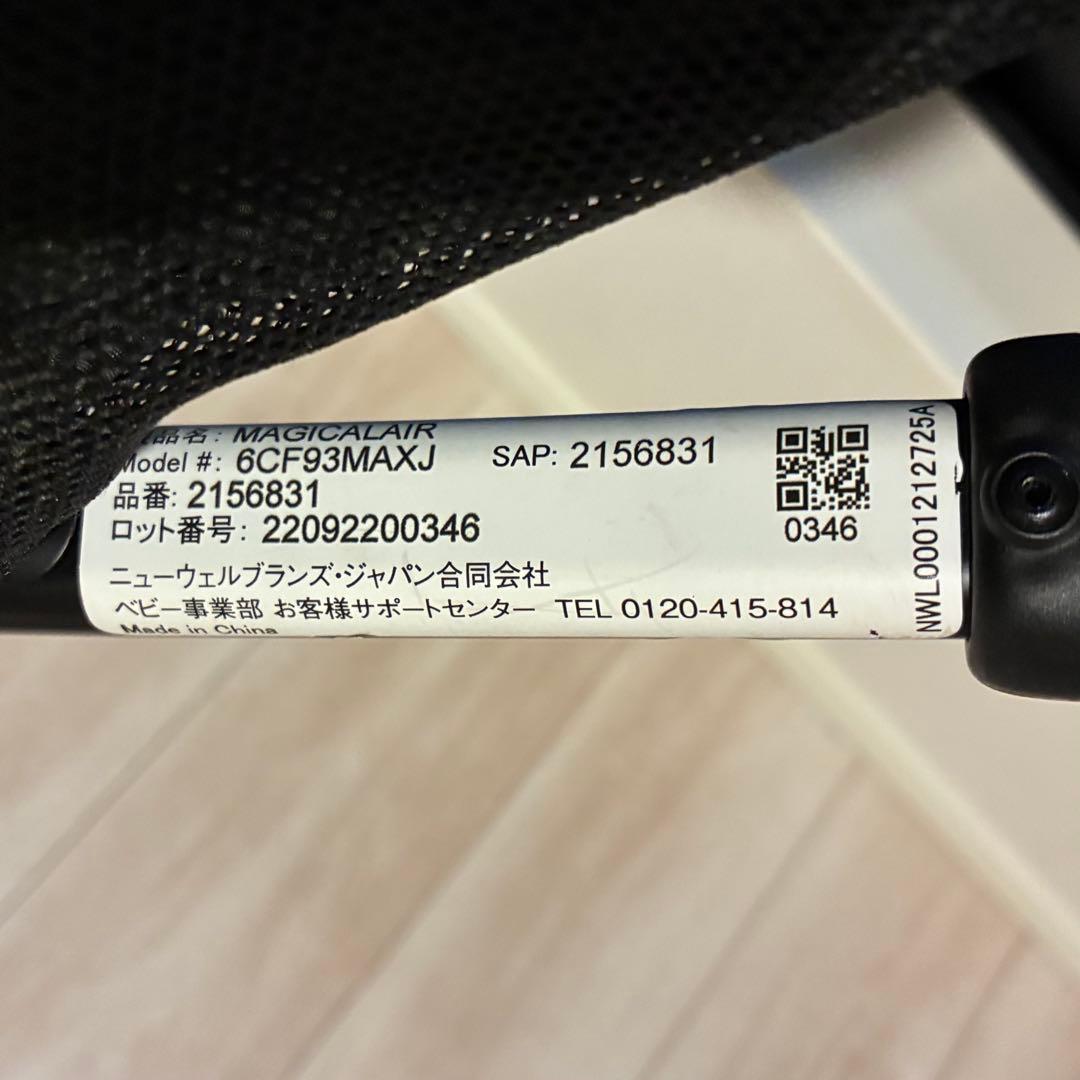 製品名: MAGICALAIR
Model #: 6CF93MAXJ SAP: 2156831
品番: 2156831
ロット番号: 22092200346
ニューウェルブランズ・ジャパン合同会社
ベビー事業部 お客様サポートセンター TEL 0120-415-814
Made in China
0346
NWL0001212725A